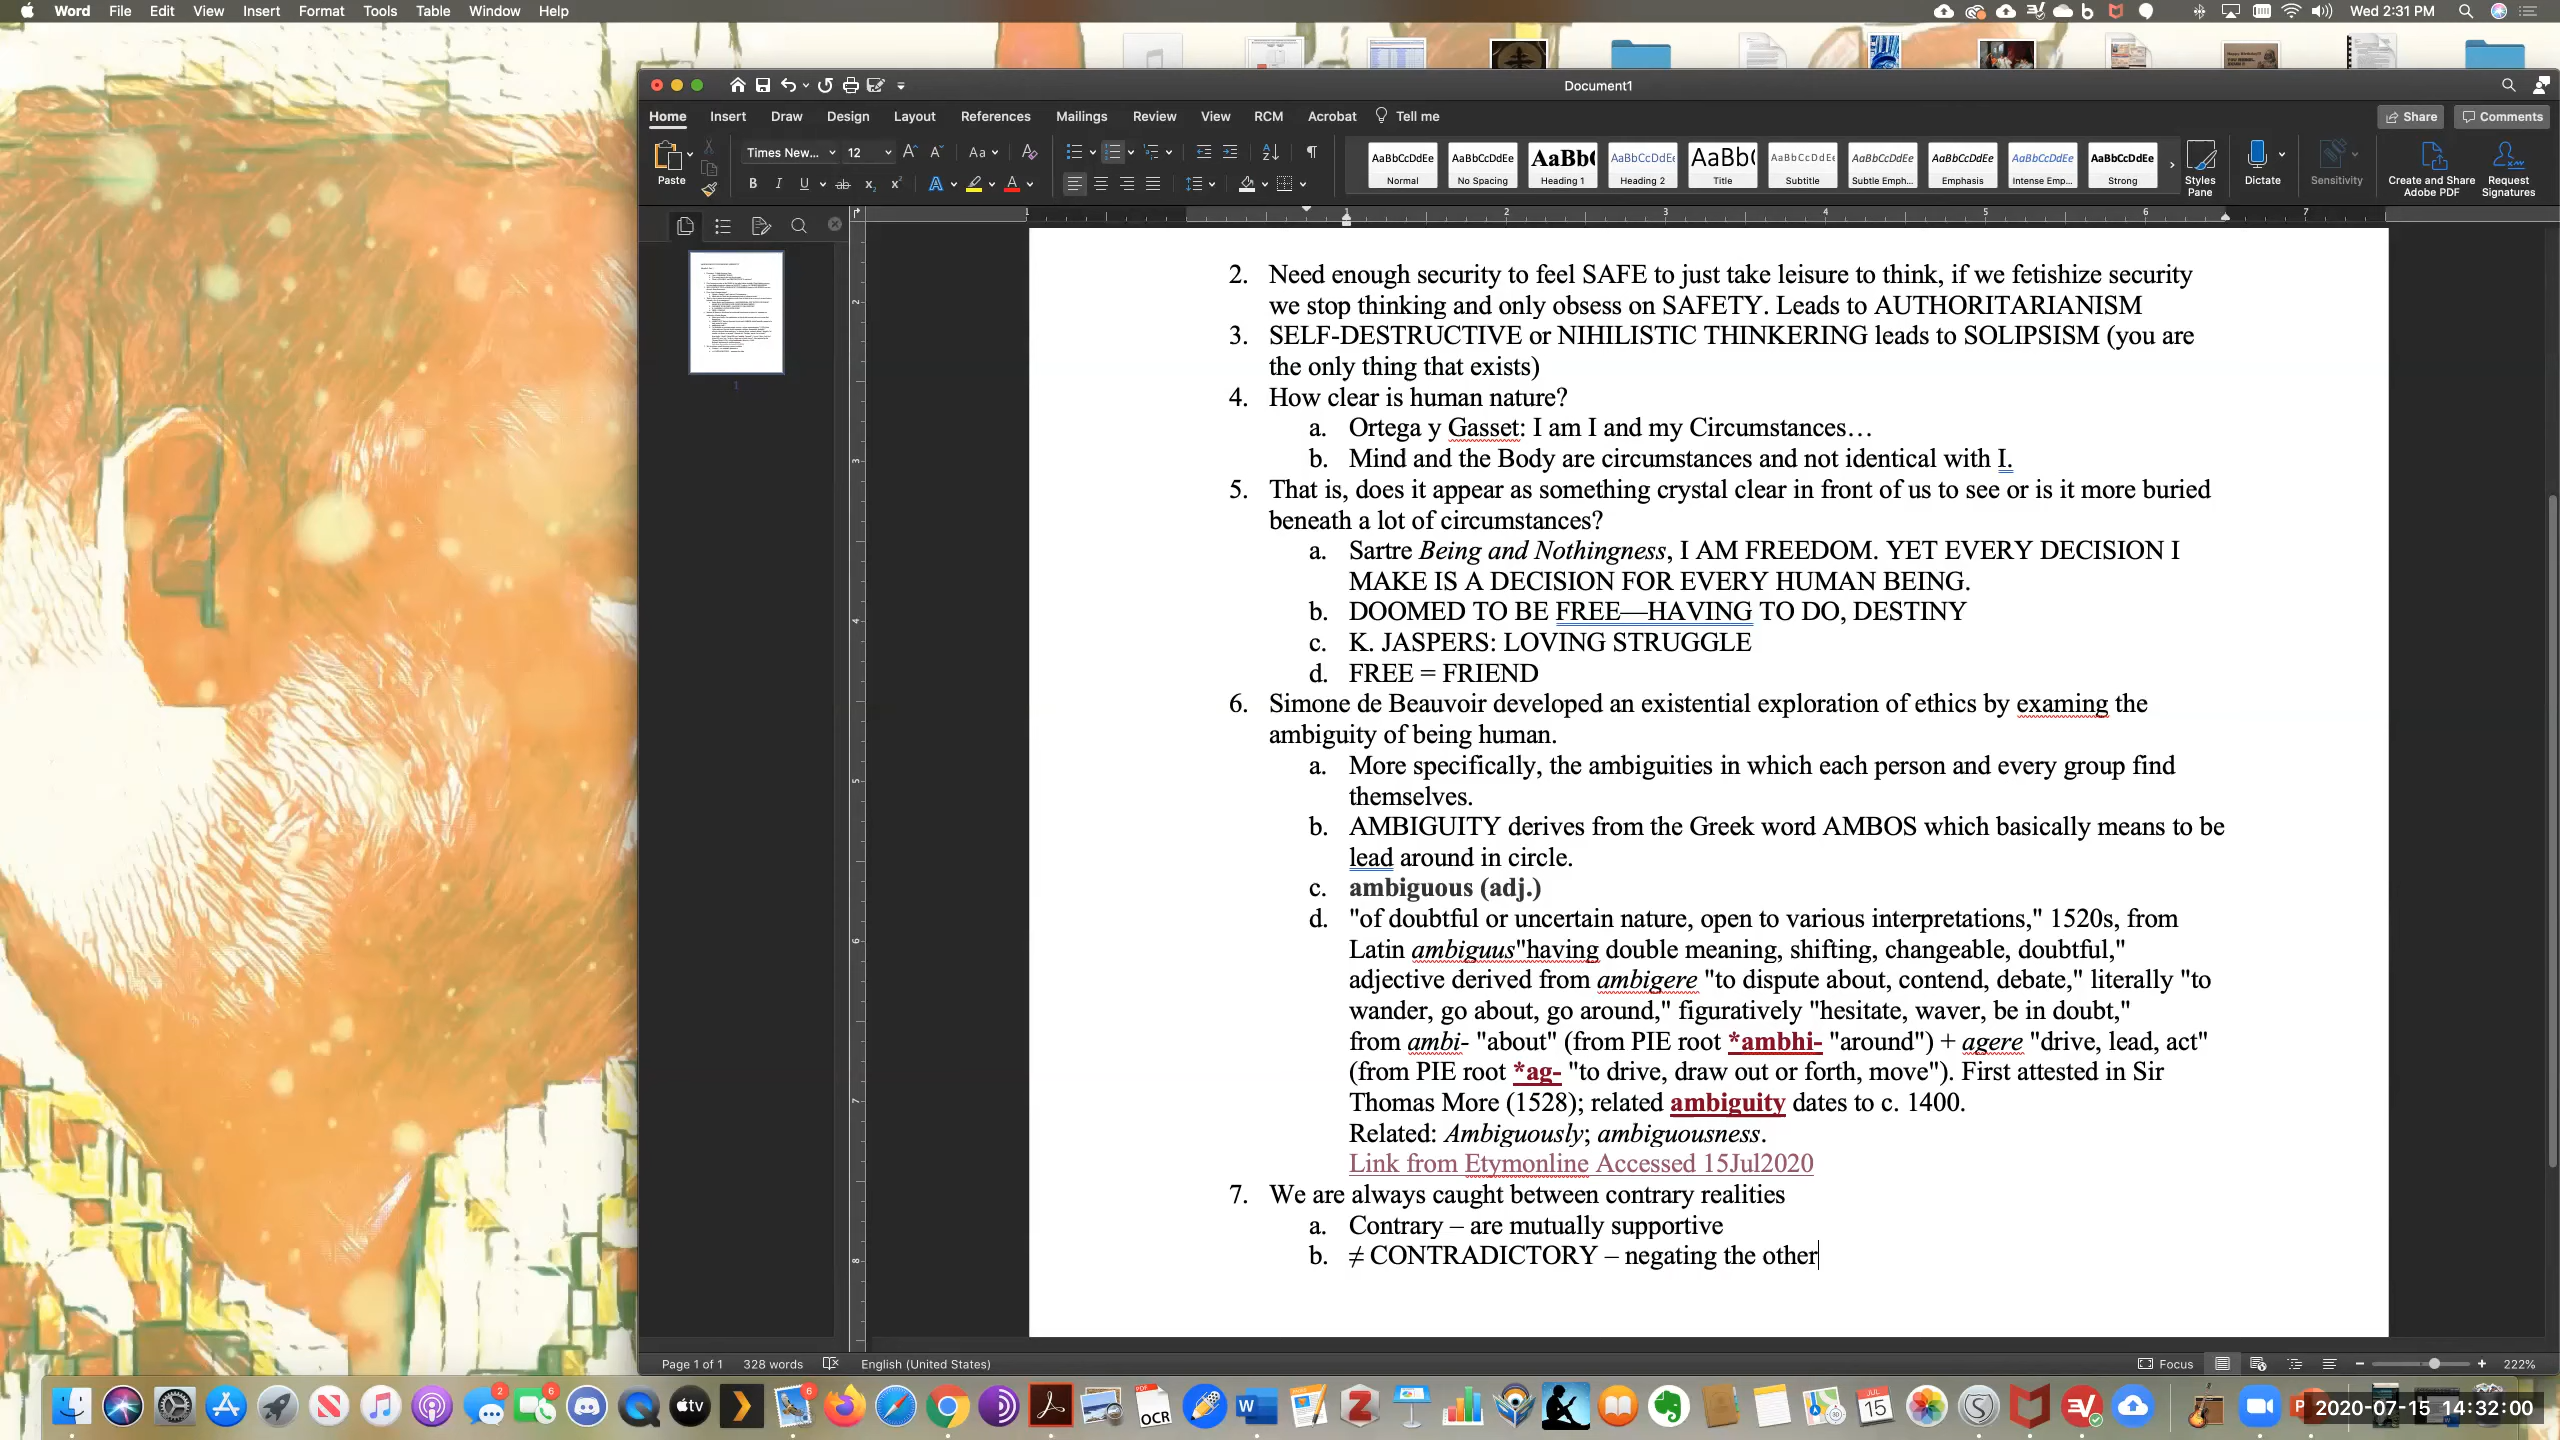 Word File Edit View Insert Format Tools Table Window Help
Wed 2:31 PM
Document1
Home Insert Draw Design Layout References Mailings Review View RCM Acrobat Tell me
Share Comments
Paste
Times New... 12
AaBbCcDdEe Normal
AaBbCcDdEe No Spacing
AaBb( Heading 1
AaBbCcDdE Heading 2
AaBb( Title
AaBbCcDdE Subtitle
AaBbCcDdEe Subtle Emph...
AaBbCcDdEe Emphasis
AaBbCcDdEe Intense Emp...
AaBbCcDdEe Strong
Styles Pane
Dictate
Sensitivity
Create and Share Adobe PDF
Request Signatures
2. Need enough security to feel SAFE to just take leisure to think, if we fetishize security
we stop thinking and only obsess on SAFETY. Leads to AUTHORITARIANISM
3. SELF-DESTRUCTIVE or NIHILISTIC THINKERING leads to SOLIPSISM (you are
the only thing that exists)
4. How clear is human nature?
a. Ortega y Gasset: I am I and my Circumstances…
b. Mind and the Body are circumstances and not identical with I.
5. That is, does it appear as something crystal clear in front of us to see or is it more buried
beneath a lot of circumstances?
a. Sartre Being and Nothingness, I AM FREEDOM. YET EVERY DECISION I
MAKE IS A DECISION FOR EVERY HUMAN BEING.
b. DOOMED TO BE FREE—HAVING TO DO, DESTINY
c. K. JASPERS: LOVING STRUGGLE
d. FREE = FRIEND
6. Simone de Beauvoir developed an existential exploration of ethics by examing the
ambiguity of being human.
a. More specifically, the ambiguities in which each person and every group find
themselves.
b. AMBIGUITY derives from the Greek word AMBOS which basically means to be
lead around in circle.
c. ambiguous (adj.)
d. "of doubtful or uncertain nature, open to various interpretations," 1520s, from
Latin ambiguus"having double meaning, shifting, changeable, doubtful,"
adjective derived from ambigere "to dispute about, contend, debate," literally "to
wander, go about, go around," figuratively "hesitate, waver, be in doubt,"
from ambi- "about" (from PIE root *ambhi- "around") + agere "drive, lead, act"
(from PIE root *ag- "to drive, draw out or forth, move"). First attested in Sir
Thomas More (1528); related ambiguity dates to c. 1400.
Related: Ambiguously; ambiguousness.
Link from Etymonline Accessed 15Jul2020
7. We are always caught between contrary realities
a. Contrary – are mutually supportive
b. ≠ CONTRADICTORY – negating the other
Page 1 of 1 328 words English (United States)
Focus 222%
2020-07-15 14:32:00